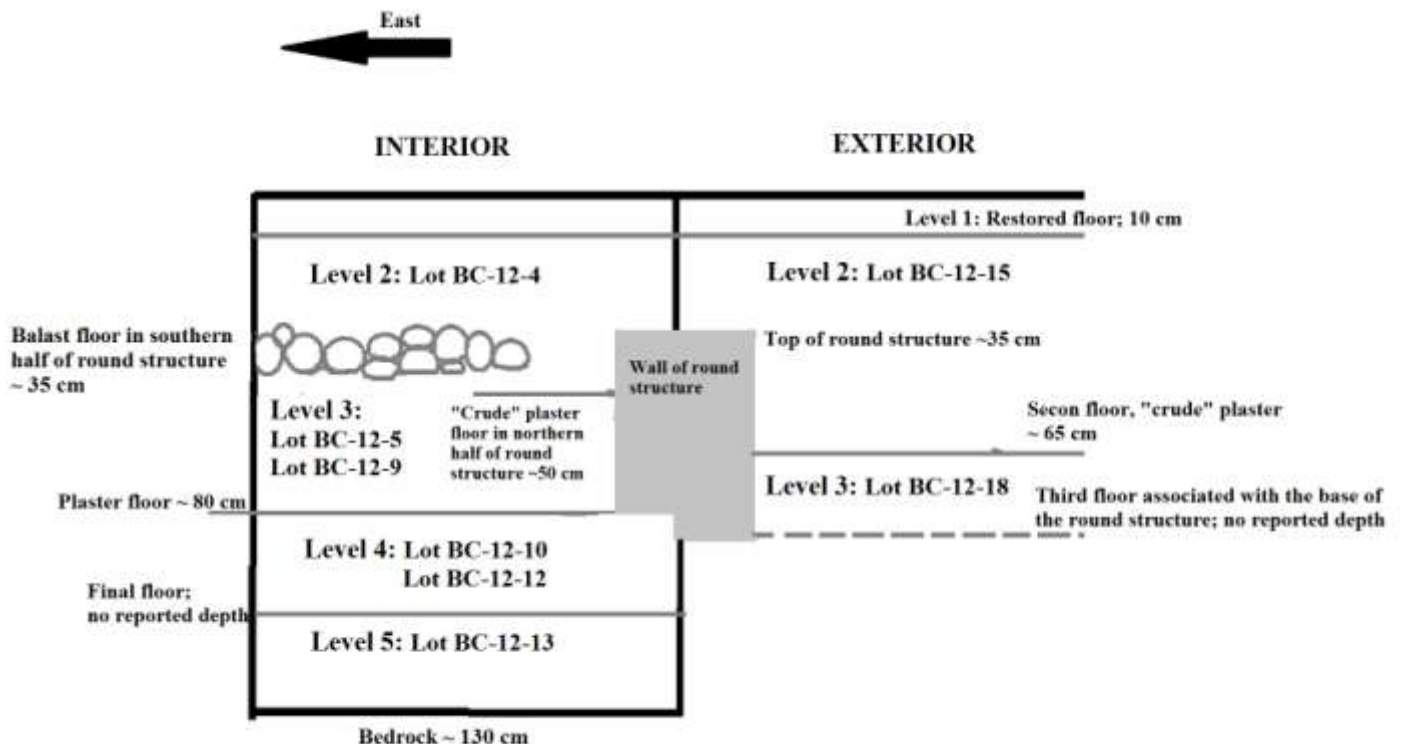 East
INTERIOR
EXTERIOR
Level 1: Restored floor; 10 cm
Level 2: Lot BC-12-4
Level 2: Lot BC-12-15
Balast floor in southern
half of round structure
~ 35 cm
Top of round structure ~35 cm
Wall of round
structure
Level 3:
Lot BC-12-5
Lot BC-12-9
"Crude" plaster
floor in northern
half of round
structure ~50 cm
Secon floor, "crude" plaster
~ 65 cm
Level 3: Lot BC-12-18
Third floor associated with the base of
the round structure; no reported depth
Plaster floor ~ 80 cm
Level 4: Lot BC-12-10
Lot BC-12-12
Final floor;
no reported depth
Level 5: Lot BC-12-13
Bedrock ~ 130 cm